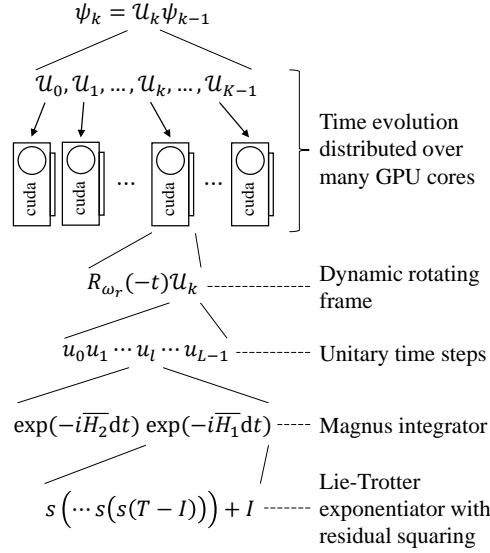 ψ_k = 𝒰_k ψ_{k−1}
𝒰_0, 𝒰_1, …, 𝒰_k, …, 𝒰_{K−1}
cuda cuda … cuda … cuda
Time evolution
distributed over
many GPU cores
R_{ω_r}(−t)𝒰_k
Dynamic rotating
frame
u_0 u_1 ⋯ u_l ⋯ u_{L−1}
Unitary time steps
exp(−i\overline{H_2}dt) exp(−i\overline{H_1}dt)
Magnus integrator
s(⋯ s(s(T − I))) + I
Lie-Trotter
exponentiator with
residual squaring